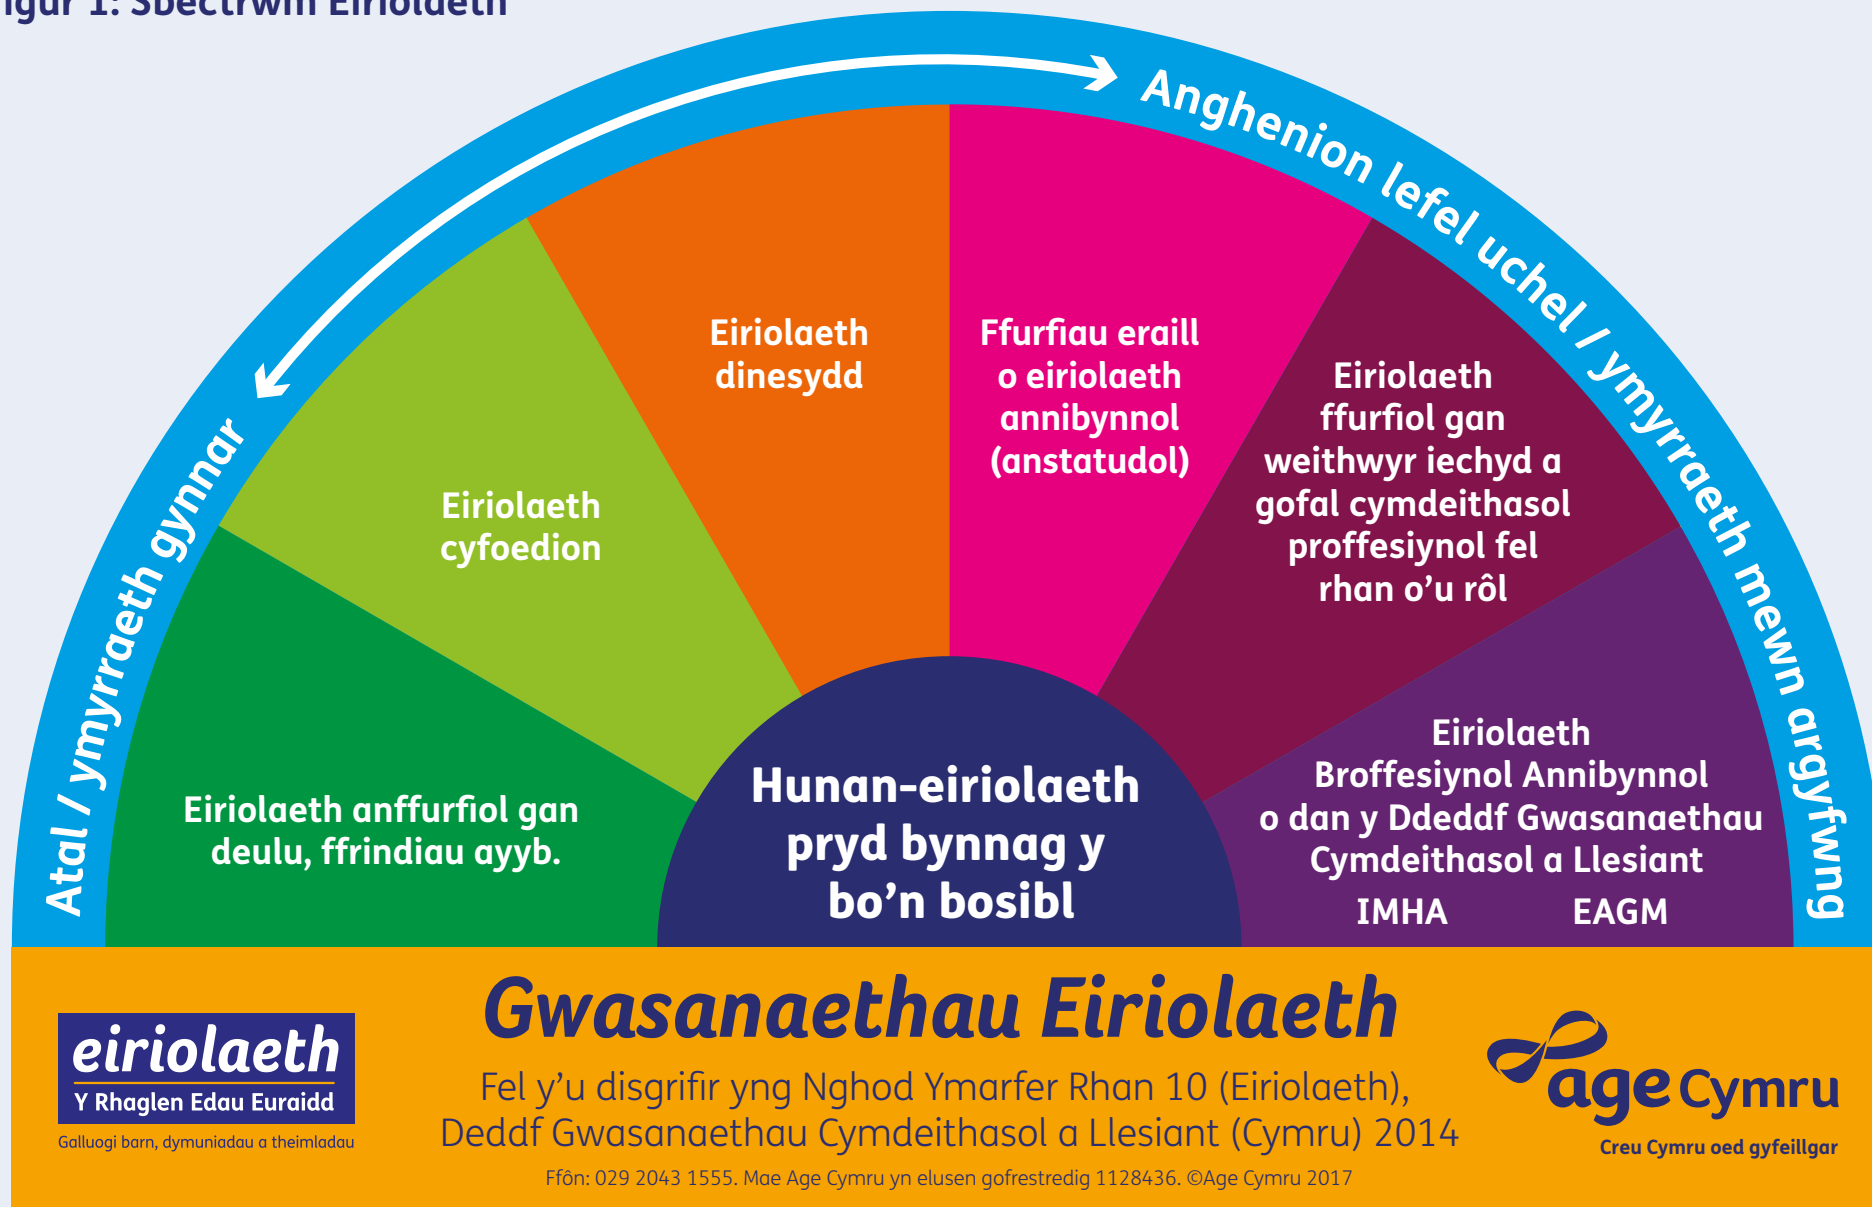 igur 1: Sbectrwm Eiriolaeth
Atal / ymyrraeth gynnar
Anghenion lefel uchel / ymyrraeth mewn argyfwng
Eiriolaeth anffurfiol gan
deulu, ffrindiau ayyb.
Eiriolaeth
cyfoedion
Eiriolaeth
dinesydd
Ffurfiau eraill
o eiriolaeth
annibynnol
(anstatudol)
Eiriolaeth
ffurfiol gan
weithwyr iechyd a
gofal cymdeithasol
proffesiynol fel
rhan o’u rôl
Eiriolaeth
Broffesiynol Annibynnol
o dan y Ddeddf Gwasanaethau
Cymdeithasol a Llesiant
IMHA EAGM
Hunan-eiriolaeth
pryd bynnag y
bo’n bosibl
Gwasanaethau Eiriolaeth
Fel y’u disgrifir yng Nghod Ymarfer Rhan 10 (Eiriolaeth),
Deddf Gwasanaethau Cymdeithasol a Llesiant (Cymru) 2014
Ffôn: 029 2043 1555. Mae Age Cymru yn elusen gofrestredig 1128436. ©Age Cymru 2017
eiriolaeth
Y Rhaglen Edau Euraidd
Galluogi barn, dymuniadau a theimladau
age Cymru
Creu Cymru oed gyfeillgar